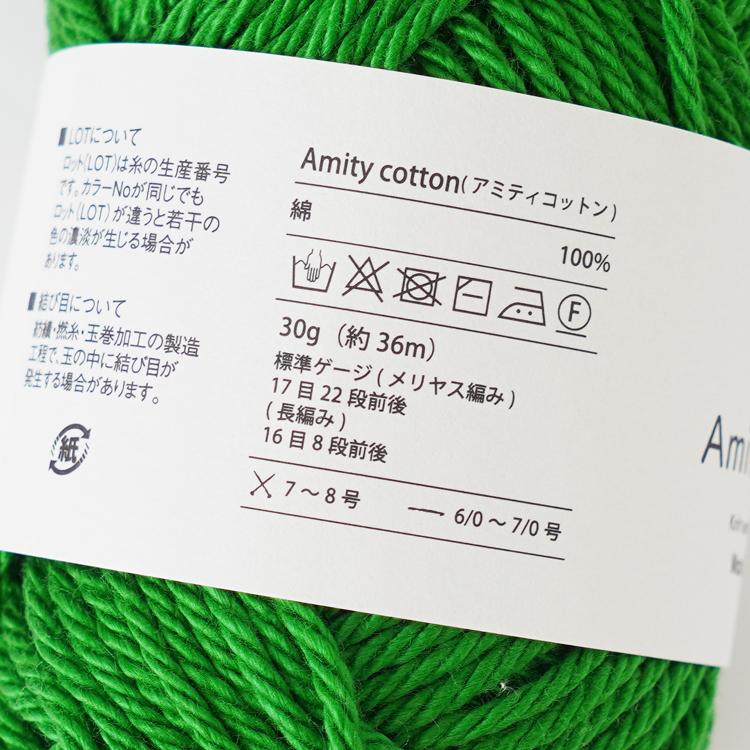 ■LOTについて
ロット(LOT)は糸の生産番号
です。カラーNoが同じでも
ロット(LOT)が違うと若干の
色の濃淡が生じる場合が
あります。
■結び目について
紡績・撚糸・玉巻加工の製造
工程で、玉の中に結び目が
発生する場合があります。
紙
Amity cotton(アミティコットン)
綿
100%
F
30g（約36m）
標準ゲージ(メリヤス編み)
17目22段前後
(長編み)
16目8段前後
7～8号
6/0～7/0号
Ami